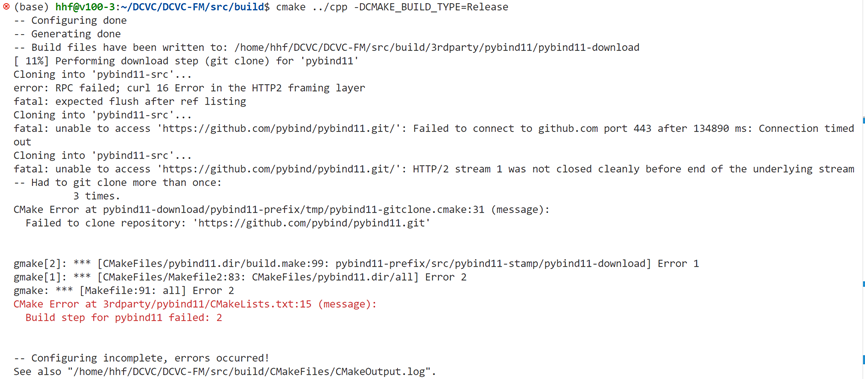 (base) hhf@v100-3:~/DCVC/DCVC-FM/src/build$ cmake ../cpp -DCMAKE_BUILD_TYPE=Release
-- Configuring done
-- Generating done
-- Build files have been written to: /home/hhf/DCVC/DCVC-FM/src/build/3rdparty/pybind11/pybind11-download
[ 11%] Performing download step (git clone) for 'pybind11'
Cloning into 'pybind11-src'...
error: RPC failed; curl 16 Error in the HTTP2 framing layer
fatal: expected flush after ref listing
Cloning into 'pybind11-src'...
fatal: unable to access 'https://github.com/pybind/pybind11.git/': Failed to connect to github.com port 443 after 134890 ms: Connection timed
out
Cloning into 'pybind11-src'...
fatal: unable to access 'https://github.com/pybind/pybind11.git/': HTTP/2 stream 1 was not closed cleanly before end of the underlying stream
-- Had to git clone more than once:
3 times.
CMake Error at pybind11-download/pybind11-prefix/tmp/pybind11-gitclone.cmake:31 (message):
Failed to clone repository: 'https://github.com/pybind/pybind11.git'
gmake[2]: *** [CMakeFiles/pybind11.dir/build.make:99: pybind11-prefix/src/pybind11-stamp/pybind11-download] Error 1
gmake[1]: *** [CMakeFiles/Makefile2:83: CMakeFiles/pybind11.dir/all] Error 2
gmake: *** [Makefile:91: all] Error 2
CMake Error at 3rdparty/pybind11/CMakeLists.txt:15 (message):
Build step for pybind11 failed: 2
-- Configuring incomplete, errors occurred!
See also "/home/hhf/DCVC/DCVC-FM/src/build/CMakeFiles/CMakeOutput.log".